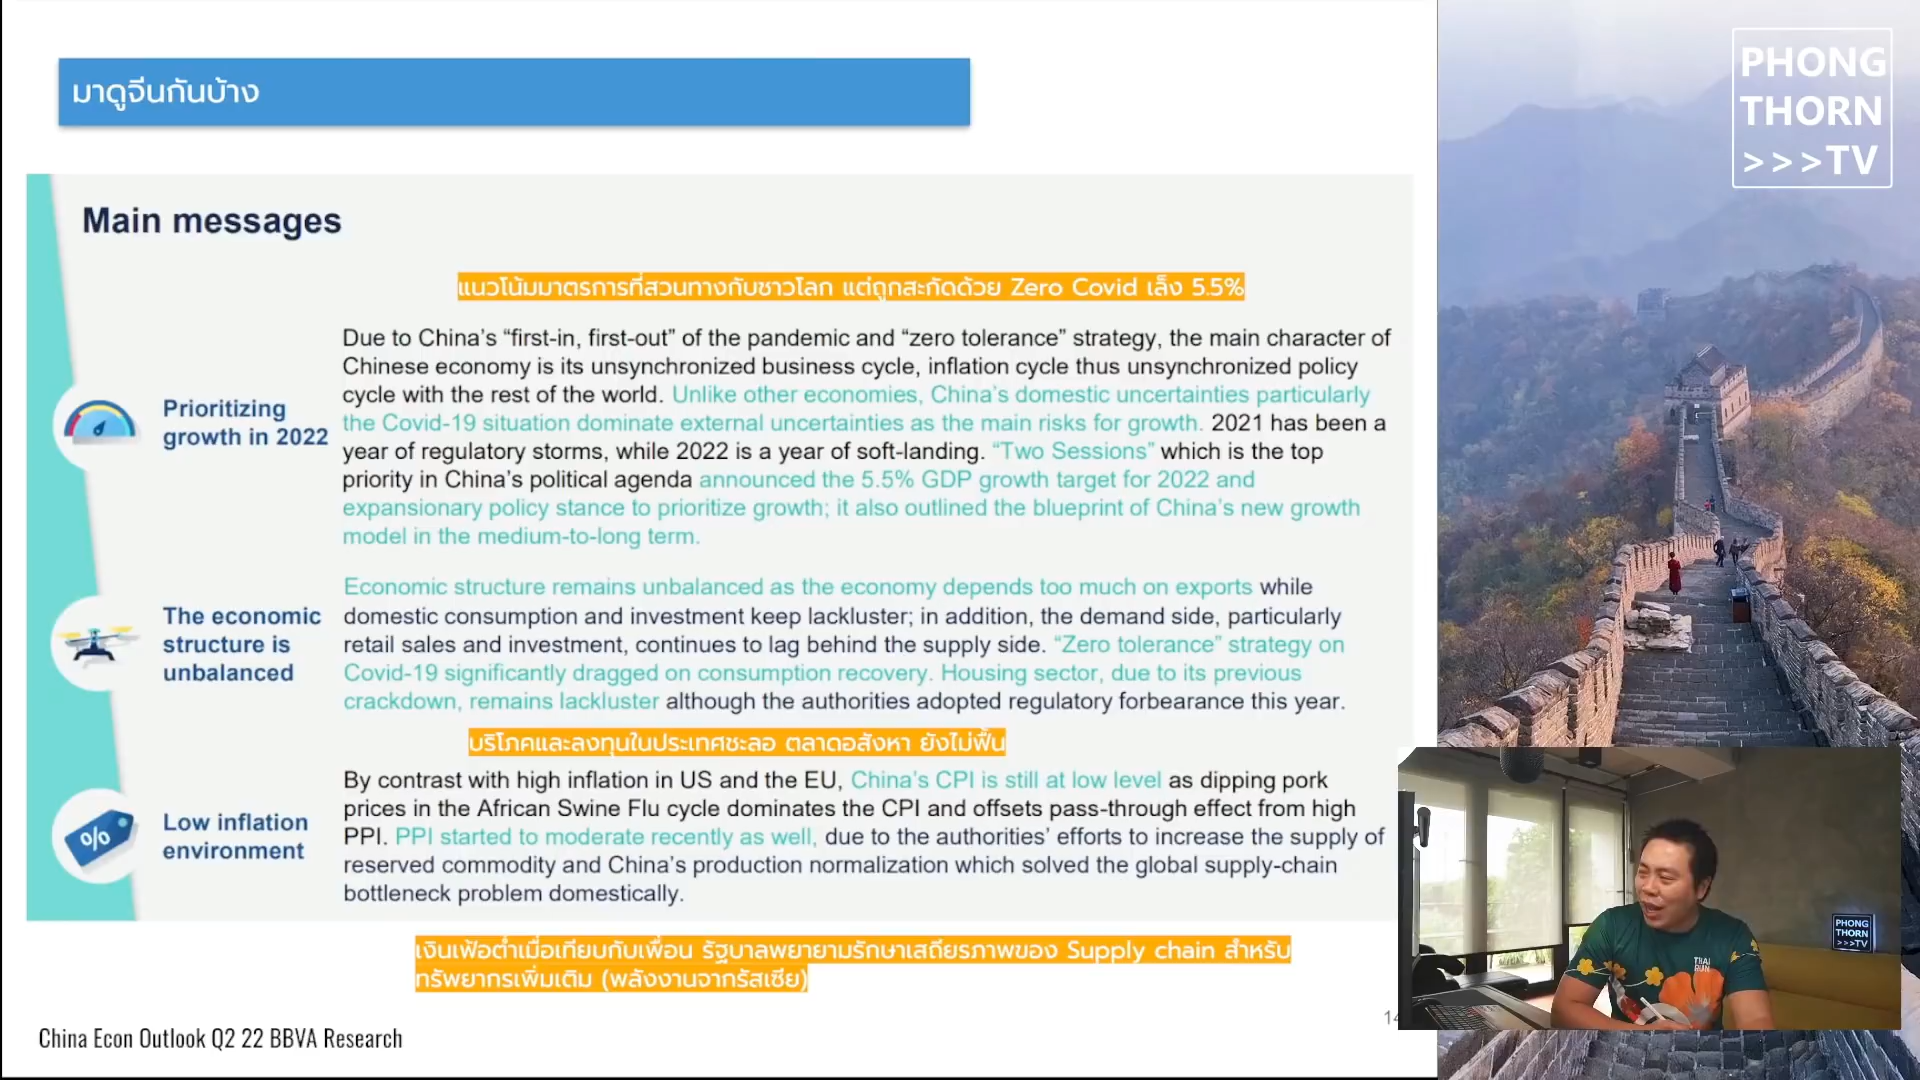 มาดูจีนกันบ้าง
PHONG
THORN
>>>TV
Main messages
แนวโน้มมาตรการที่สวนทางกับชาวโลก แต่ถูกสะกัดด้วย Zero Covid เล็ง 5.5%
Prioritizing
growth in 2022
Due to China's “first-in, first-out” of the pandemic and “zero tolerance” strategy, the main character of
Chinese economy is its unsynchronized business cycle, inflation cycle thus unsynchronized policy
cycle with the rest of the world. Unlike other economies, China's domestic uncertainties particularly
the Covid-19 situation dominate external uncertainties as the main risks for growth. 2021 has been a
year of regulatory storms, while 2022 is a year of soft-landing. “Two Sessions” which is the top
priority in China's political agenda announced the 5.5% GDP growth target for 2022 and
expansionary policy stance to prioritize growth; it also outlined the blueprint of China's new growth
model in the medium-to-long term.
The economic
structure is
unbalanced
Economic structure remains unbalanced as the economy depends too much on exports while
domestic consumption and investment keep lackluster; in addition, the demand side, particularly
retail sales and investment, continues to lag behind the supply side. “Zero tolerance” strategy on
Covid-19 significantly dragged on consumption recovery. Housing sector, due to its previous
crackdown, remains lackluster although the authorities adopted regulatory forbearance this year.
บริโภคและลงทุนในประเทศชะลอ ตลาดอสังหา ยังไม่ฟื้น
%
Low inflation
environment
By contrast with high inflation in US and the EU, China's CPI is still at low level as dipping pork
prices in the African Swine Flu cycle dominates the CPI and offsets pass-through effect from high
PPI. PPI started to moderate recently as well, due to the authorities' efforts to increase the supply of
reserved commodity and China's production normalization which solved the global supply-chain
bottleneck problem domestically.
เงินเฟ้อต่ำเมื่อเทียบกับเพื่อน รัฐบาลพยายามรักษาเสถียรภาพของ Supply chain สำหรับ
ทรัพยากรเพิ่มเติม (พลังงานจากรัสเซีย)
China Econ Outlook Q2 22 BBVA Research
PHONG
THORN
>>>TV
THAI
RUN